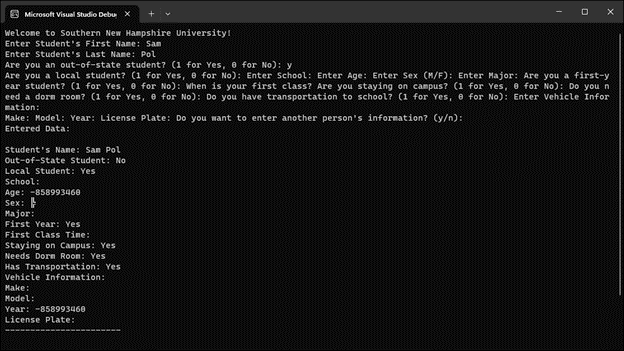 Microsoft Visual Studio Debu
Welcome to Southern New Hampshire University!
Enter Student's First Name: Sam
Enter Student's Last Name: Pol
Are you an out-of-state student? (1 for Yes, 0 for No): y
Are you a local student? (1 for Yes, 0 for No): Enter School: Enter Age: Enter Sex (M/F): Enter Major: Are you a first-y
ear student? (1 for Yes, 0 for No): When is your first class? Are you staying on campus? (1 for Yes, 0 for No): Do you n
eed a dorm room? (1 for Yes, 0 for No): Do you have transportation to school? (1 for Yes, 0 for No): Enter Vehicle Infor
mation:
Make: Model: Year: License Plate: Do you want to enter another person's information? (y/n):
Entered Data:
Student's Name: Sam Pol
Out-of-State Student: No
Local Student: Yes
School:
Age: -858993460
Sex: ╠
Major:
First Year: Yes
First Class Time:
Staying on Campus: Yes
Needs Dorm Room: Yes
Has Transportation: Yes
Vehicle Information:
Make:
Model:
Year: -858993460
License Plate:
-----------------------